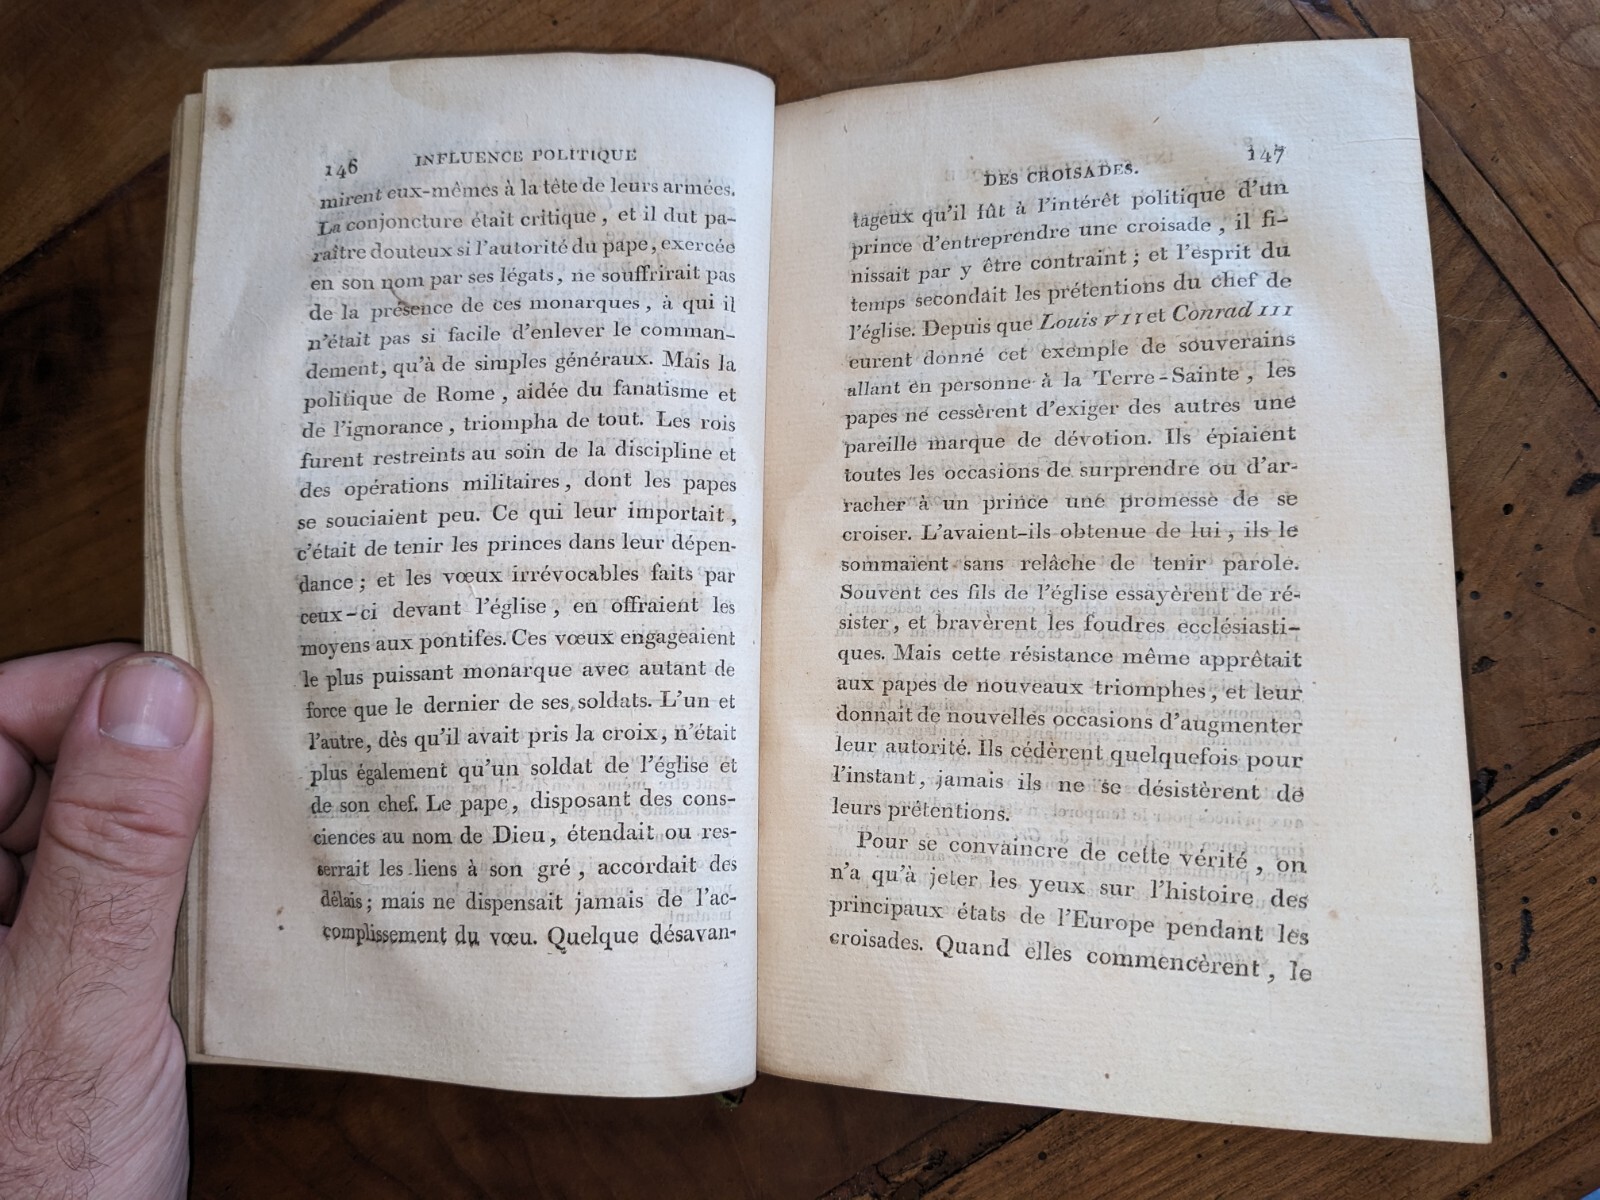 146 INFLUENCE POLITIQUE
mirent eux-mêmes à la tête de leurs armées.
La conjoncture était critique, et il dut pa-
raître douteux si l'autorité du pape, exercée
en son nom par ses légats, ne souffrirait pas
de la présence de ces monarques, à qui il
n'était pas si facile d'enlever le comman-
dement, qu'à de simples généraux. Mais la
politique de Rome, aidée du fanatisme et
de l'ignorance, triompha de tout. Les rois
furent restreints au soin de la discipline et
des opérations militaires, dont les papes
se souciaient peu. Ce qui leur importait,
c'était de tenir les princes dans leur dépen-
dance; et les vœux irrévocables faits par
ceux-ci devant l'église, en offraient les
moyens aux pontifes. Ces vœux engageaient
le plus puissant monarque avec autant de
force que le dernier de ses soldats. L'un et
l'autre, dès qu'il avait pris la croix, n'était
plus également qu'un soldat de l'église et
de son chef. Le pape, disposant des cons-
ciences au nom de Dieu, étendait ou res-
serrait les liens à son gré, accordait des
délais; mais ne dispensait jamais de l'ac-
complissement du vœu. Quelque désavan-
DES CROISADES. 147
tageux qu'il fût à l'intérêt politique d'un
prince d'entreprendre une croisade, il fi-
nissait par y être contraint; et l'esprit du
temps secondait les prétentions du chef de
l'église. Depuis que Louis VII et Conrad III
eurent donné cet exemple de souverains
allant en personne à la Terre-Sainte, les
papes ne cessèrent d'exiger des autres une
pareille marque de dévotion. Ils épiaient
toutes les occasions de surprendre ou d'ar-
racher à un prince une promesse de se
croiser. L'avaient-ils obtenue de lui, ils le
sommaient sans relâche de tenir parole.
Souvent ces fils de l'église essayèrent de ré-
sister, et bravèrent les foudres ecclésiasti-
ques. Mais cette résistance même apprêtait
aux papes de nouveaux triomphes, et leur
donnait de nouvelles occasions d'augmenter
leur autorité. Ils cédèrent quelquefois pour
l'instant, jamais ils ne se désistèrent de
leurs prétentions.
Pour se convaincre de cette vérité, on
n'a qu'à jeter les yeux sur l'histoire des
principaux états de l'Europe pendant les
croisades. Quand elles commencèrent, le